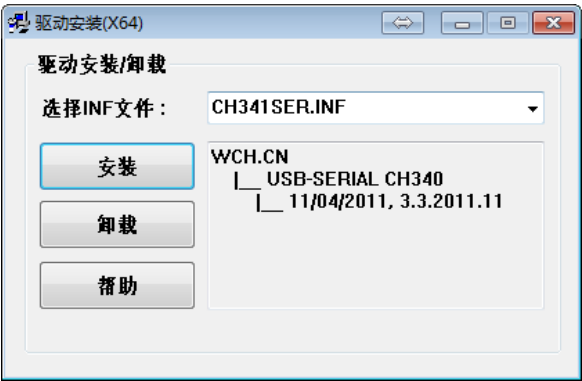 驱动安装(X64)
驱动安装/卸载
选择INF文件：
CH341SER.INF
安装
WCH.CN
|__ USB-SERIAL CH340
|__ 11/04/2011, 3.3.2011.11
卸载
帮助